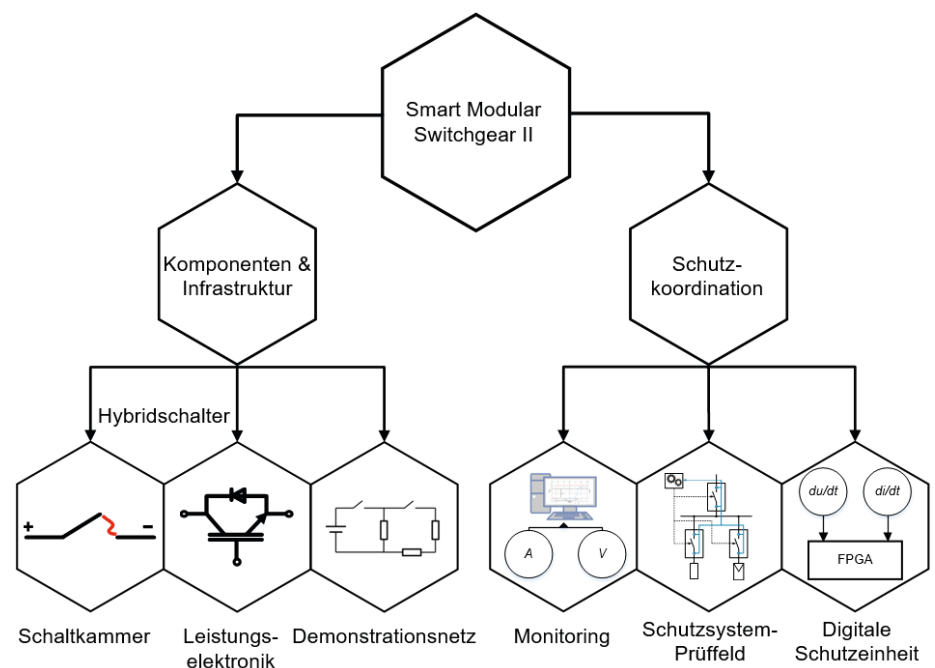 Smart Modular
Switchgear II
Komponenten &
Infrastruktur
Schutz-
koordination
Hybridschalter
+
−
du/dt
di/dt
A
V
FPGA
Schaltkammer
Leistungs-
elektronik
Demonstrationsnetz
Monitoring
Schutzsystem-
Prüffeld
Digitale
Schutzeinheit